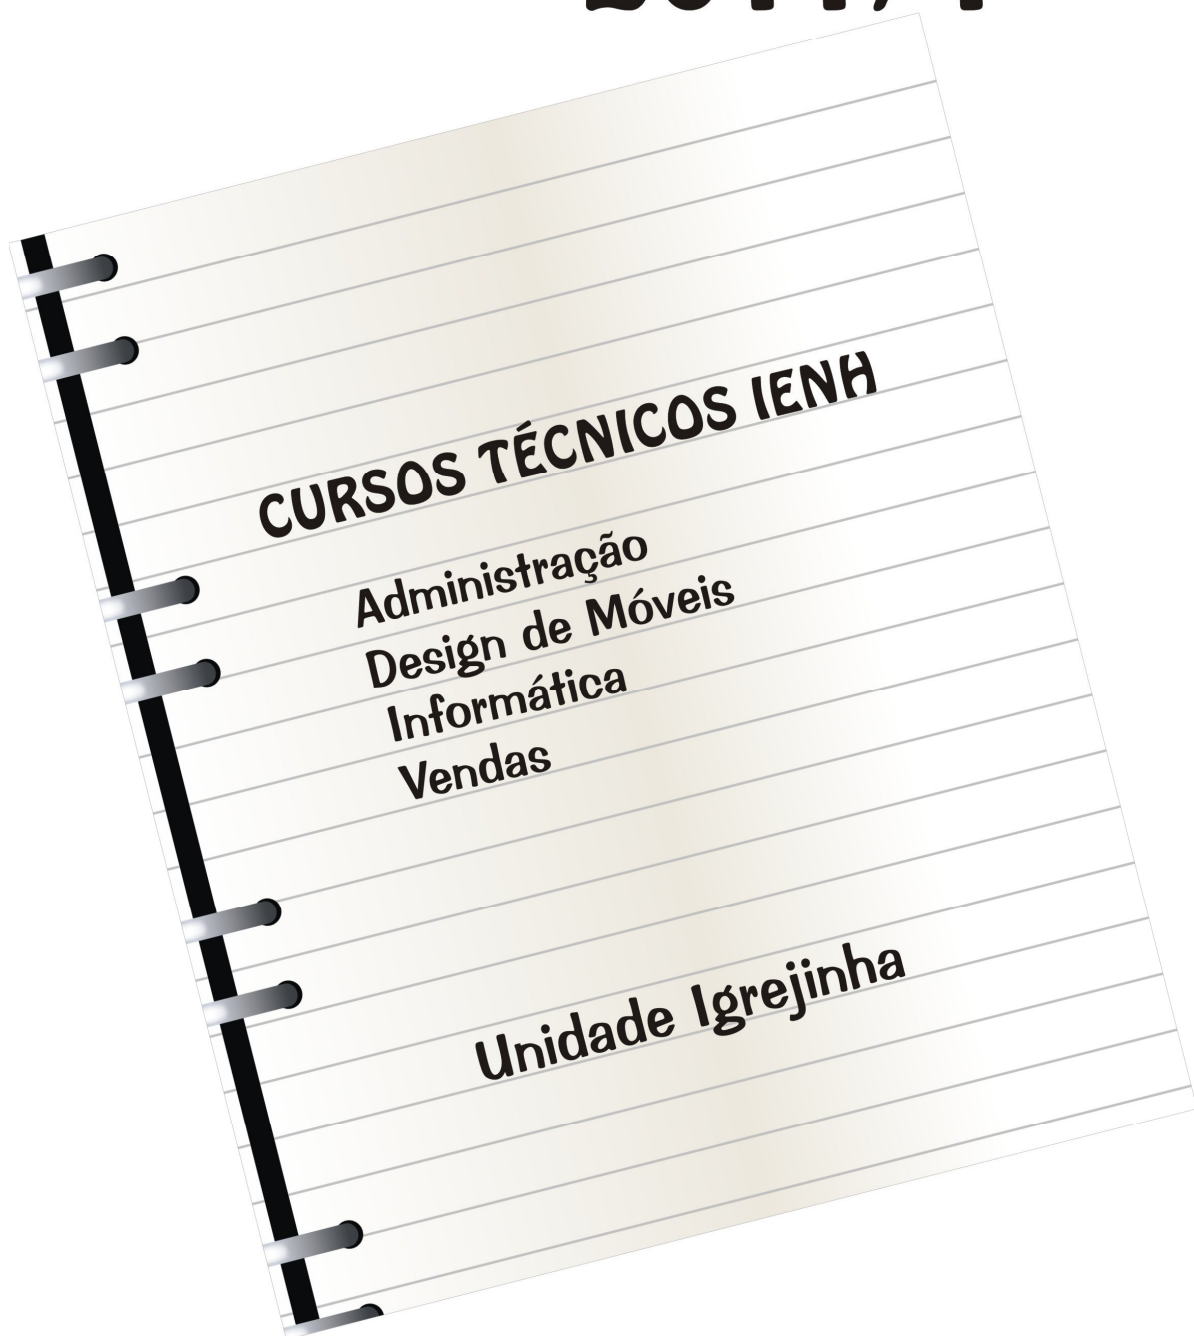 CURSOS TÉCNICOS IENH
Administração
Design de Móveis
Informática
Vendas
Unidade Igrejinha